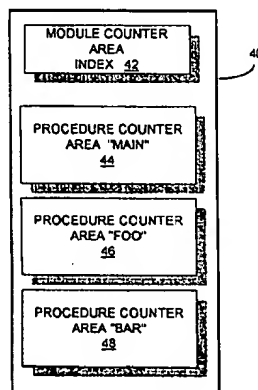 MODULE COUNTER
AREA
INDEX 42
PROCEDURE COUNTER
AREA "MAIN"
44
PROCEDURE COUNTER
AREA "FOO"
46
PROCEDURE COUNTER
AREA "BAR"
48